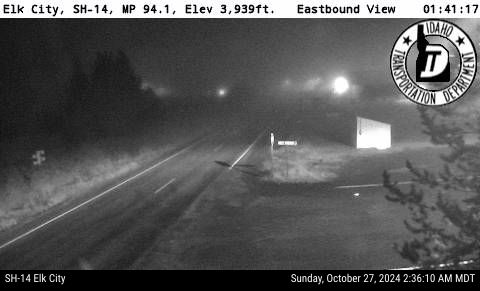 Elk City, SH-14, MP 94.1, Elev 3,939ft. Eastbound View 01:41:17
IDAHO
TRANSPORTATION DEPARTMENT
SH-14 Elk City
Sunday, October 27, 2024 2:36:10 AM MDT